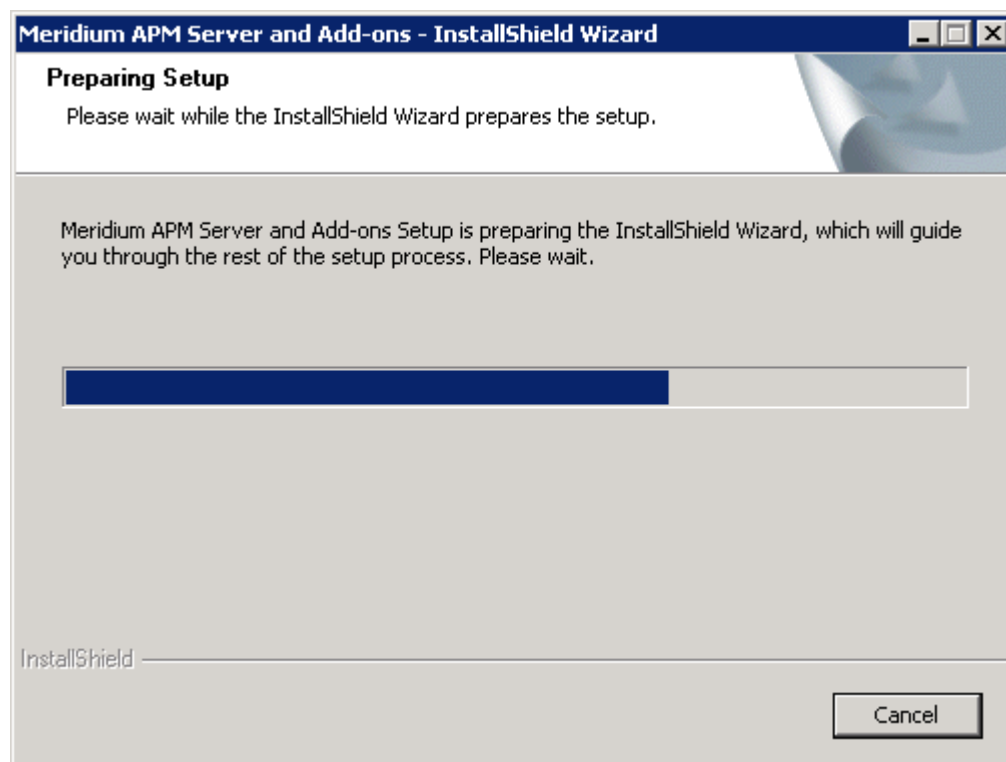 Meridium APM Server and Add-ons - InstallShield Wizard
Preparing Setup
Please wait while the InstallShield Wizard prepares the setup.
Meridium APM Server and Add-ons Setup is preparing the InstallShield Wizard, which will guide
you through the rest of the setup process. Please wait.
InstallShield
Cancel